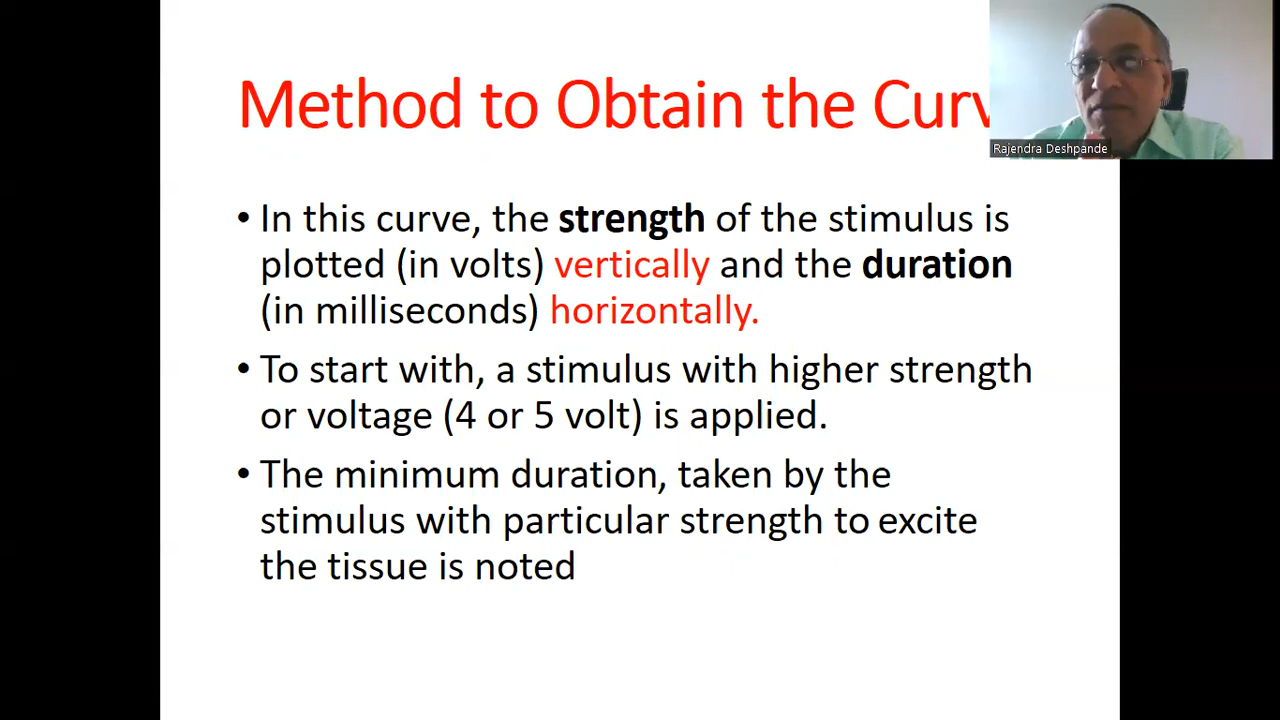 Method to Obtain the Curv
Rajendra Deshpande
• In this curve, the strength of the stimulus is
plotted (in volts) vertically and the duration
(in milliseconds) horizontally.
• To start with, a stimulus with higher strength
or voltage (4 or 5 volt) is applied.
• The minimum duration, taken by the
stimulus with particular strength to excite
the tissue is noted